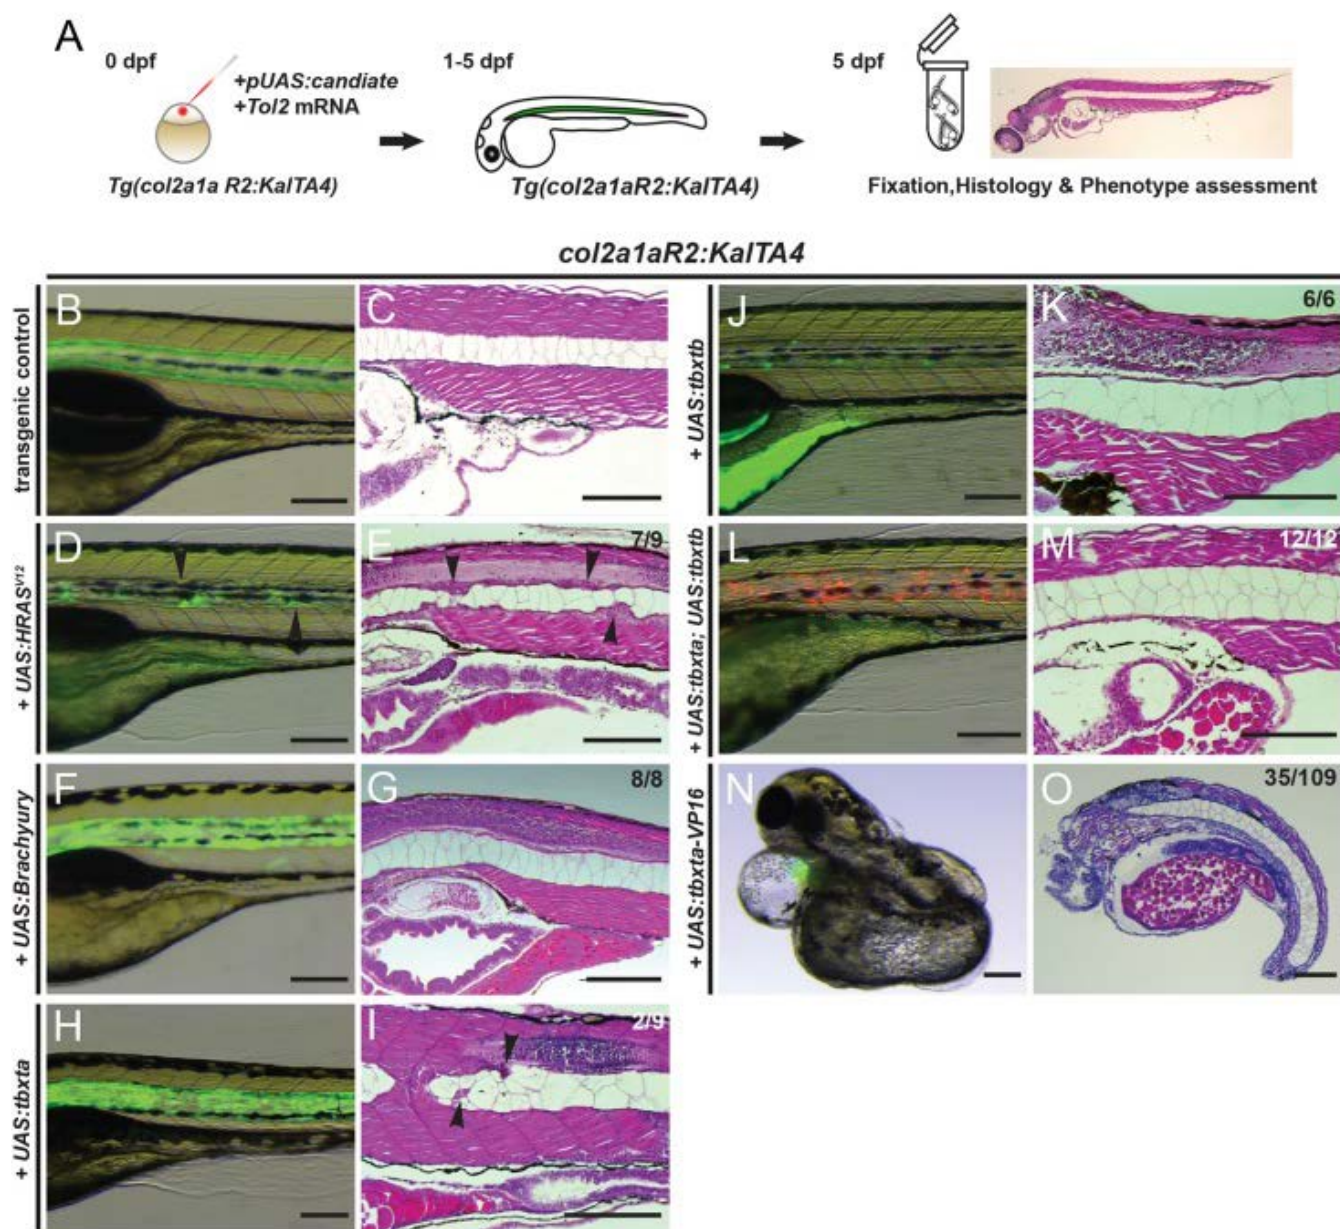 A
0 dpf
+pUAS:candiate
+Tol2 mRNA
Tg(col2a1a R2:KalTA4)
1-5 dpf
Tg(col2a1aR2:KalTA4)
5 dpf
Fixation,Histology & Phenotype assessment
col2a1aR2:KalTA4
transgenic control
B
C
+ UAS:HRASV12
D
E
7/9
+ UAS:Brachyury
F
G
8/8
+ UAS:tbxta
H
I
2/9
+ UAS:tbxtb
J
K
6/6
+ UAS:tbxta; UAS:tbxtb
L
M
12/12
+ UAS:tbxta-VP16
N
O
35/109